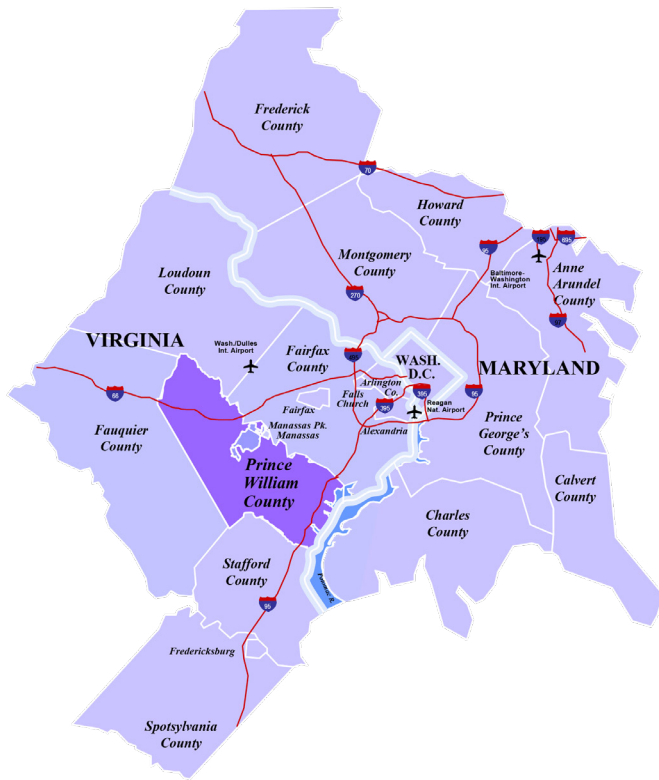 Frederick
County
70
Howard
County
95
195
695
Baltimore-
Washington
Int. Airport
Anne
Arundel
County
97
Montgomery
County
270
Loudoun
County
VIRGINIA
Wash./Dulles
Int. Airport
Fairfax
County
495
WASH.
D.C.
MARYLAND
66
Falls
Church
Arlington
Co.
395
395
95
Reagan
Nat. Airport
Fairfax
Manassas Pk.
Manassas
Alexandria
Fauquier
County
Prince
William
County
Prince
George's
County
Calvert
County
Charles
County
Stafford
County
95
Potomac R.
Fredericksburg
Spotsylvania
County